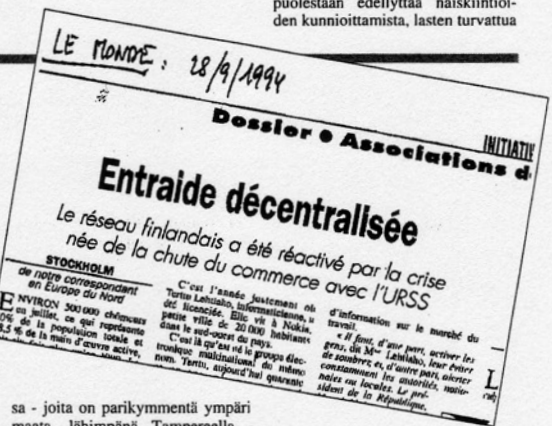 puolestaan edellyttää naiskiintiöi-
den kunnioittamista, lasten turvattua
LE MONDE : 28/9/1994
Dossier • Associations d
INITIATIV
Entraide décentralisée
Le réseau finlandais a été réactivé par la crise
née de la chute du commerce avec l'URSS
STOCKHOLM
de notre correspondant
en Europe du Nord
ENVIRON 500 000 chômeurs
en juillet, ce qui représente
0% de la population totale et
8,5 % de la main d'œuvre active,
C'est l'année justement où
Terttu Lehtiaho, informaticienne,
licenciée. Elle vit à Nokia,
petite ville de 20 000 habitants
dans le sud-ouest du pays.
C'est là qu'est né le groupe élec-
tronique multinational du même
nom. Tertu, aujourd'hui quarante
d'information sur le marché du
travail.
« Il faut, d'une part, activer les
gens, dit Mme Lehtiaho, leur éviter
de sombrer, et, d'autre part, alerter
constamment les autorités, natio-
nales ou locales. Le pré-
sident de la République,
L
sa - joita on parikymmentä ympäri
maata, lähimpänä Tampereella